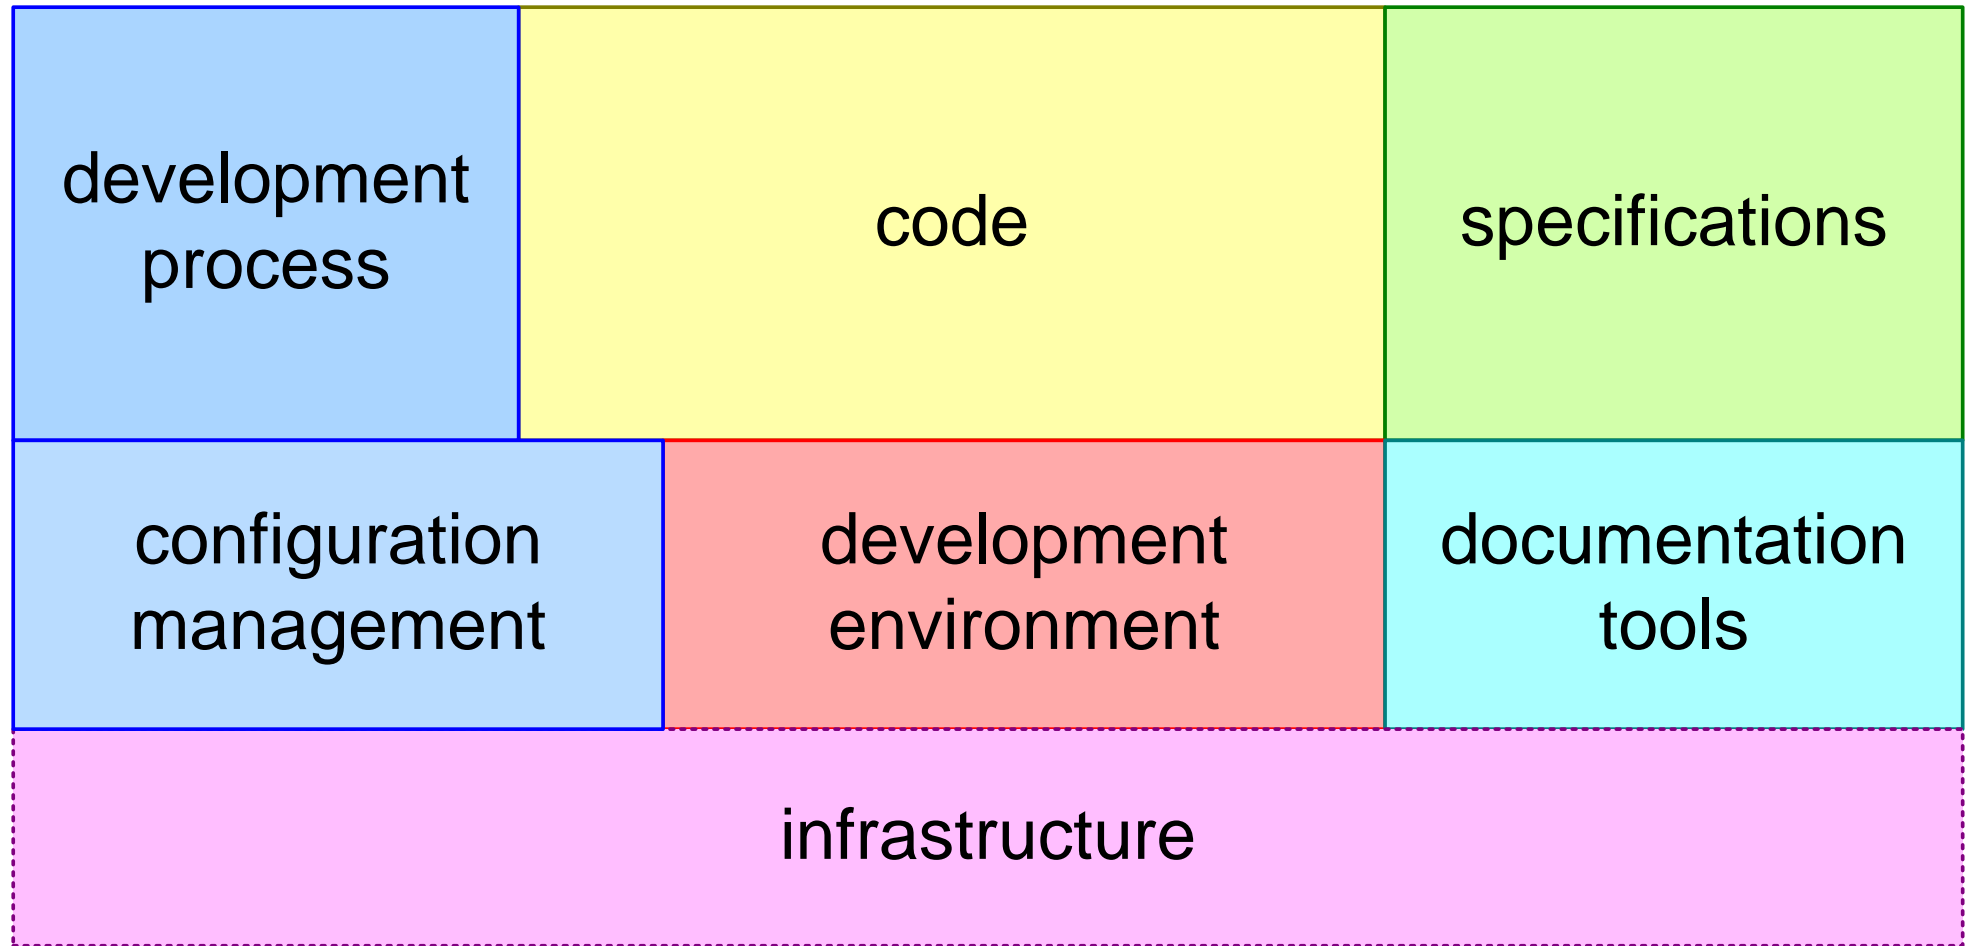 development
process
code
specifications
configuration
management
development
environment
documentation
tools
infrastructure